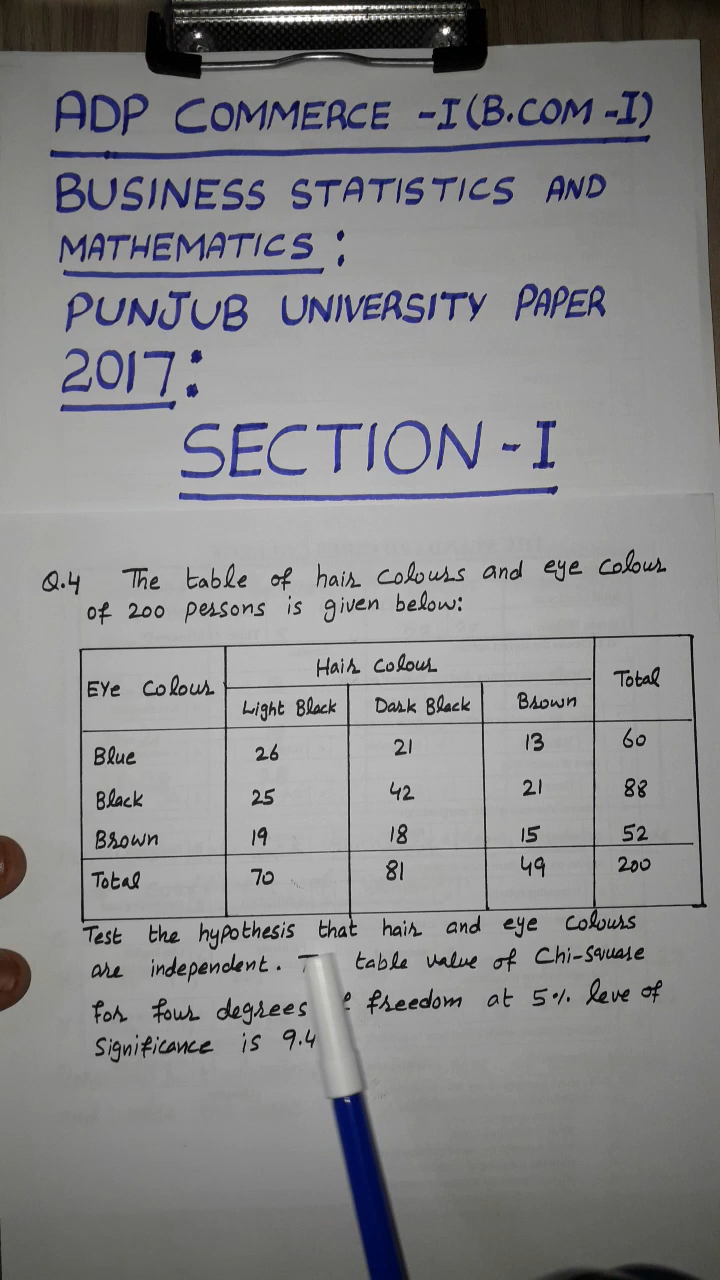 ADP COMMERCE -I(B.COM-I)
BUSINESS STATISTICS AND
MATHEMATICS :
PUNJUB UNIVERSITY PAPER
2017:
SECTION-I
Q.4 The table of hair colours and eye colour
of 200 persons is given below:
Eye Colour Hair Colour Total
Light Black Dark Black Brown
Blue 26 21 13 60
Black 25 42 21 88
Brown 19 18 15 52
Total 70 81 49 200
Test the hypothesis that hair and eye colours
are independent. table value of Chi-Square
for four degrees freedom at 5% leve of
Significance is 9.4